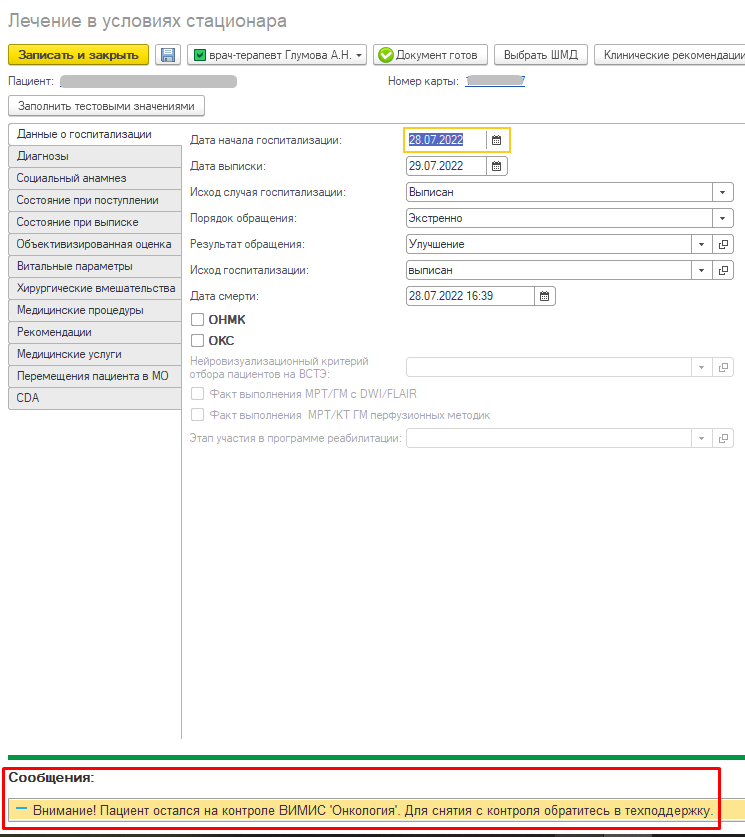 Лечение в условиях стационара
Записать и закрыть врач-терапевт Глумова А.Н. Документ готов Выбрать ШМД Клинические рекомендации
Пациент: Номер карты:
Заполнить тестовыми значениями
Данные о госпитализации
Диагнозы
Социальный анамнез
Состояние при поступлении
Состояние при выписке
Объективизированная оценка
Витальные параметры
Хирургические вмешательства
Медицинские процедуры
Рекомендации
Медицинские услуги
Перемещения пациента в МО
CDA
Дата начала госпитализации: 28.07.2022
Дата выписки: 29.07.2022
Исход случая госпитализации: Выписан
Порядок обращения: Экстренно
Результат обращения: Улучшение
Исход госпитализации: выписан
Дата смерти: 28.07.2022 16:39
ОНМК
ОКС
Нейровизуализационный критерий
отбора пациентов на ВСТЭ:
Факт выполнения МРТ/ГМ с DWI/FLAIR
Факт выполнения МРТ/КТ ГМ перфузионных методик
Этап участия в программе реабилитации:
Сообщения:
Внимание! Пациент остался на контроле ВИМИС 'Онкология'. Для снятия с контроля обратитесь в техподдержку.